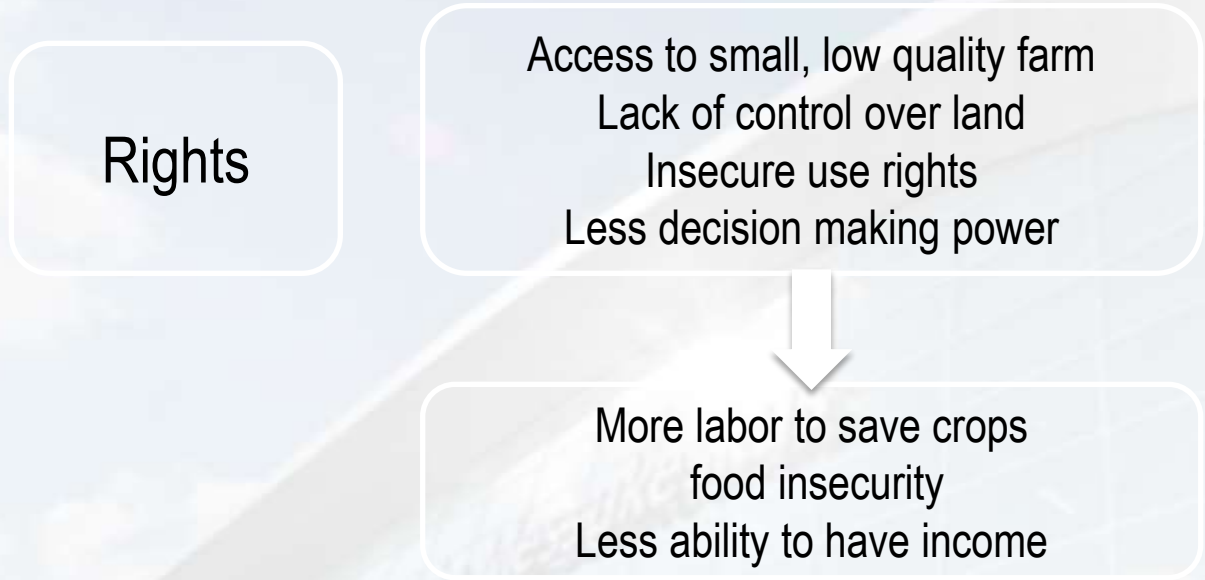 Rights
Access to small, low quality farm
Lack of control over land
Insecure use rights
Less decision making power
More labor to save crops
food insecurity
Less ability to have income